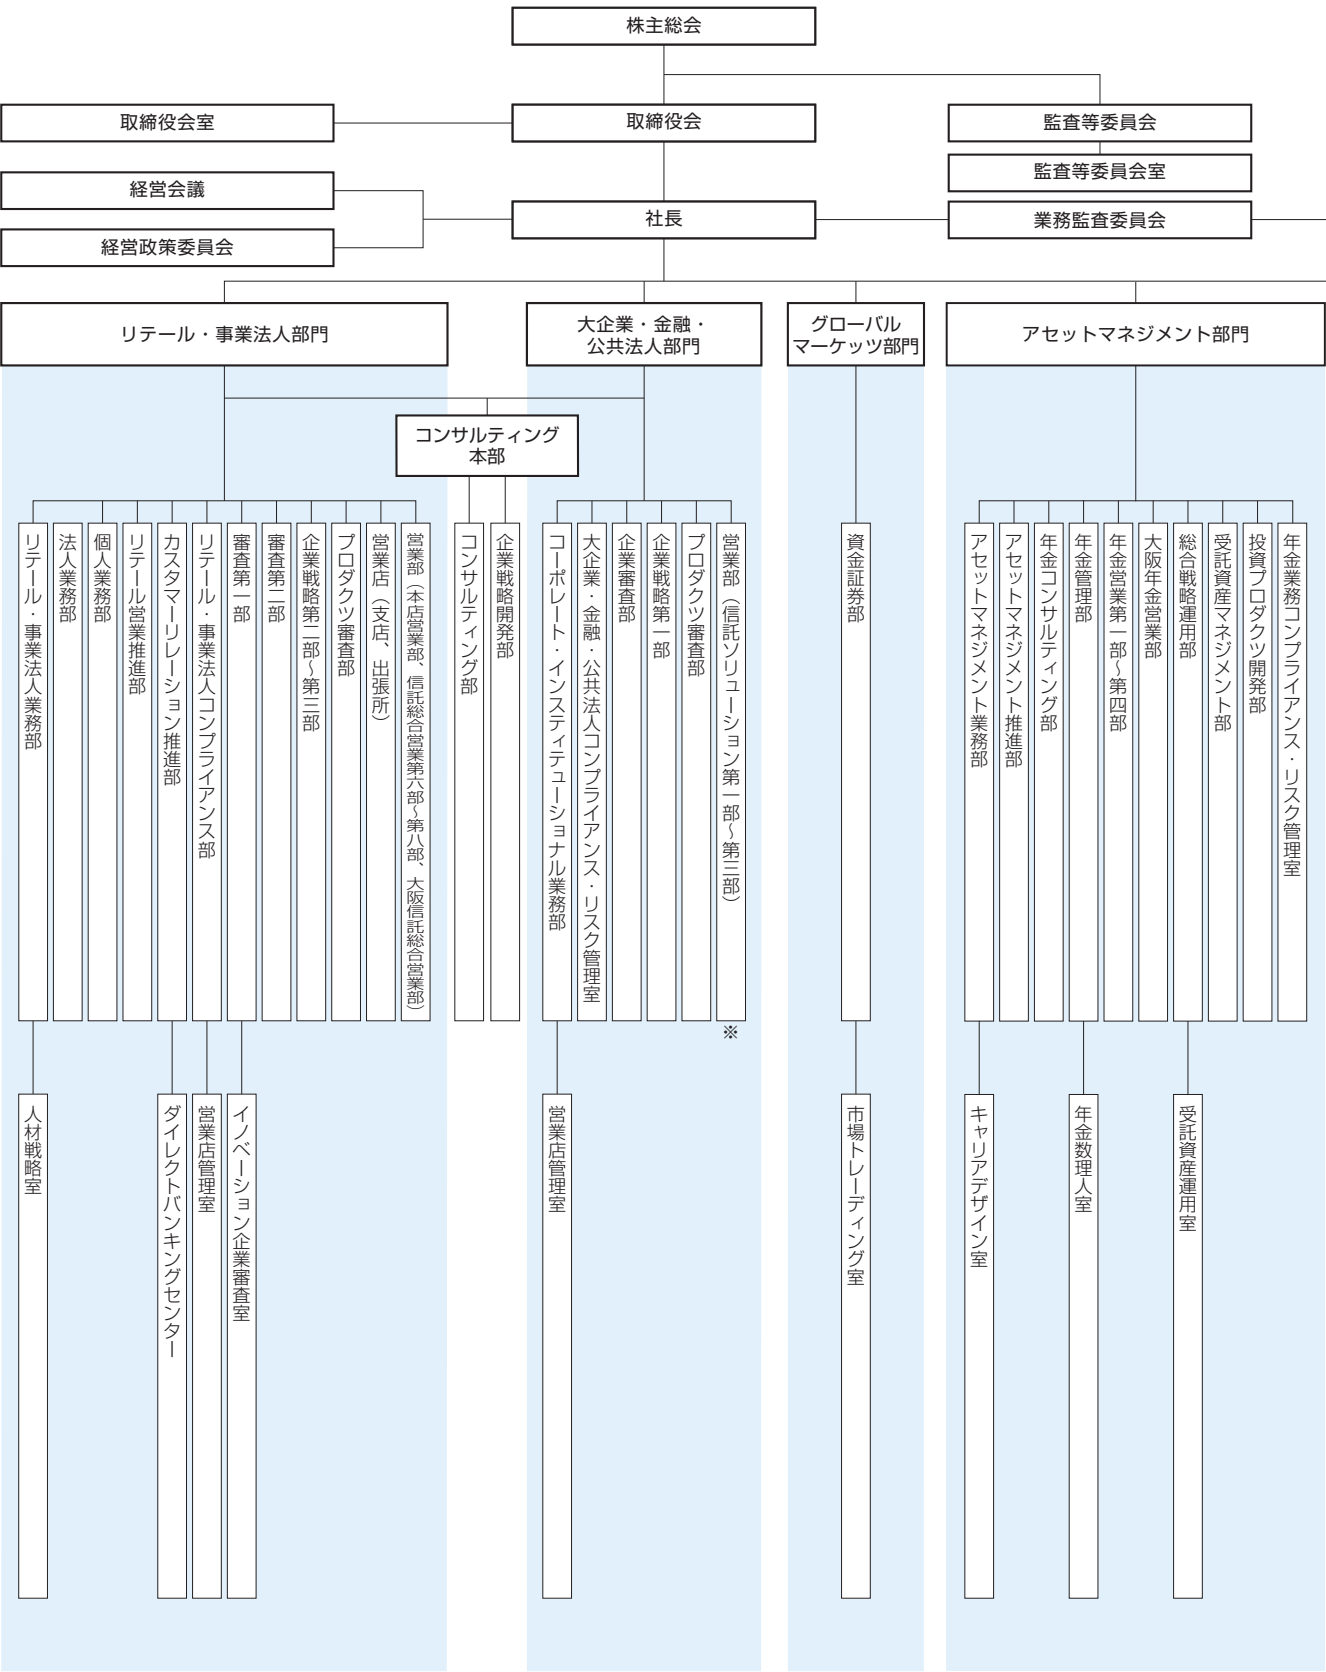 株主総会
取締役会室
取締役会
監査等委員会
監査等委員会室
経営会議
社長
業務監査委員会
経営政策委員会
リテール・事業法人部門
大企業・金融・
公共法人部門
グローバル
マーケッツ部門
アセットマネジメント部門
コンサルティング
本部
リテール・事業法人業務部
法人業務部
個人業務部
リテール営業推進部
カスタマーリレーション推進部
リテール・事業法人コンプライアンス部
審査第一部
審査第二部
企業戦略第二部～第三部
プロダクツ審査部
営業店（支店、出張所）
営業部（本店営業部、信託総合営業第六部～第八部、大阪信託総合営業部）
コンサルティング部
企業戦略開発部
コーポレート・インスティテューショナル業務部
大企業・金融・公共法人コンプライアンス・リスク管理室
企業審査部
企業戦略第一部
プロダクツ審査部
営業部（信託ソリューション第一部～第三部）
※
資金証券部
アセットマネジメント業務部
アセットマネジメント推進部
年金コンサルティング部
年金管理部
年金営業第一部～第四部
大阪年金営業部
総合戦略運用部
受託資産マネジメント部
投資プロダクツ開発部
年金業務コンプライアンス・リスク管理室
人材戦略室
ダイレクトバンキングセンター
営業店管理室
イノベーション企業審査室
営業店管理室
市場トレーディング室
キャリアデザイン室
年金数理人室
受託資産運用室